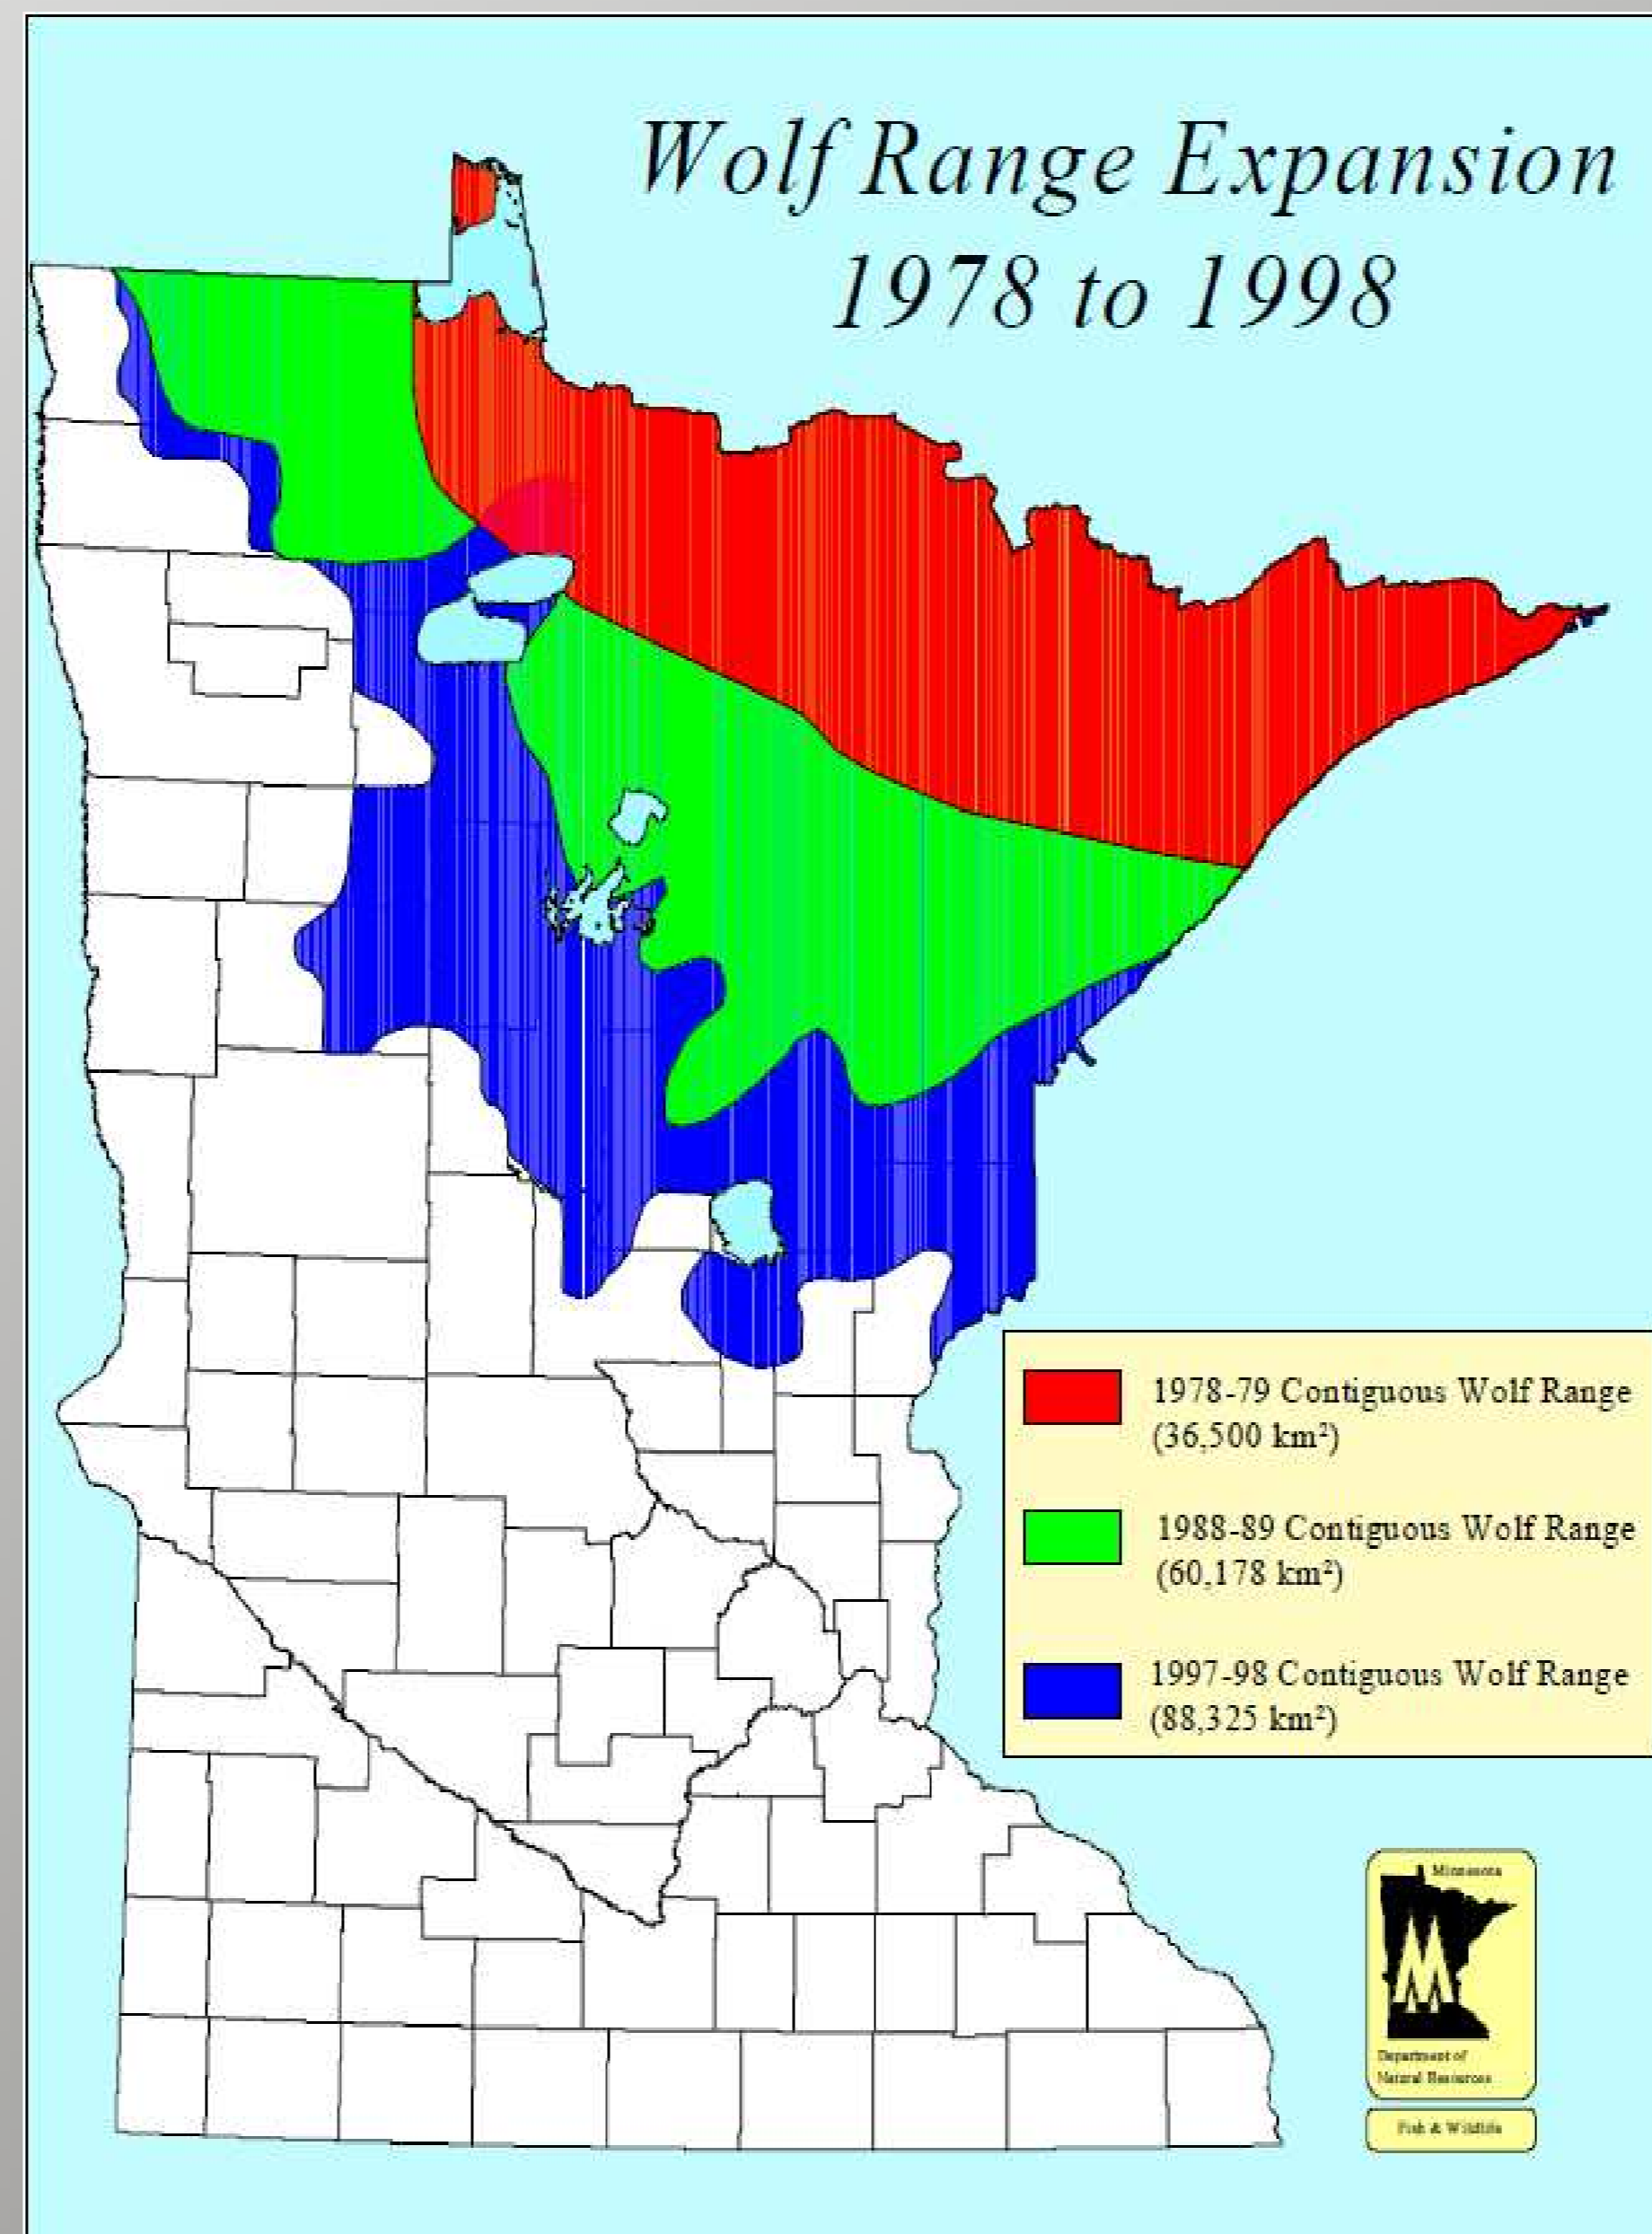 Wolf Range Expansion
1978 to 1998
1978-79 Contiguous Wolf Range
(36,500 km²)
1988-89 Contiguous Wolf Range
(60,178 km²)
1997-98 Contiguous Wolf Range
(88,325 km²)
Minnesota
Department of
Natural Resources
Fish & Wildlife